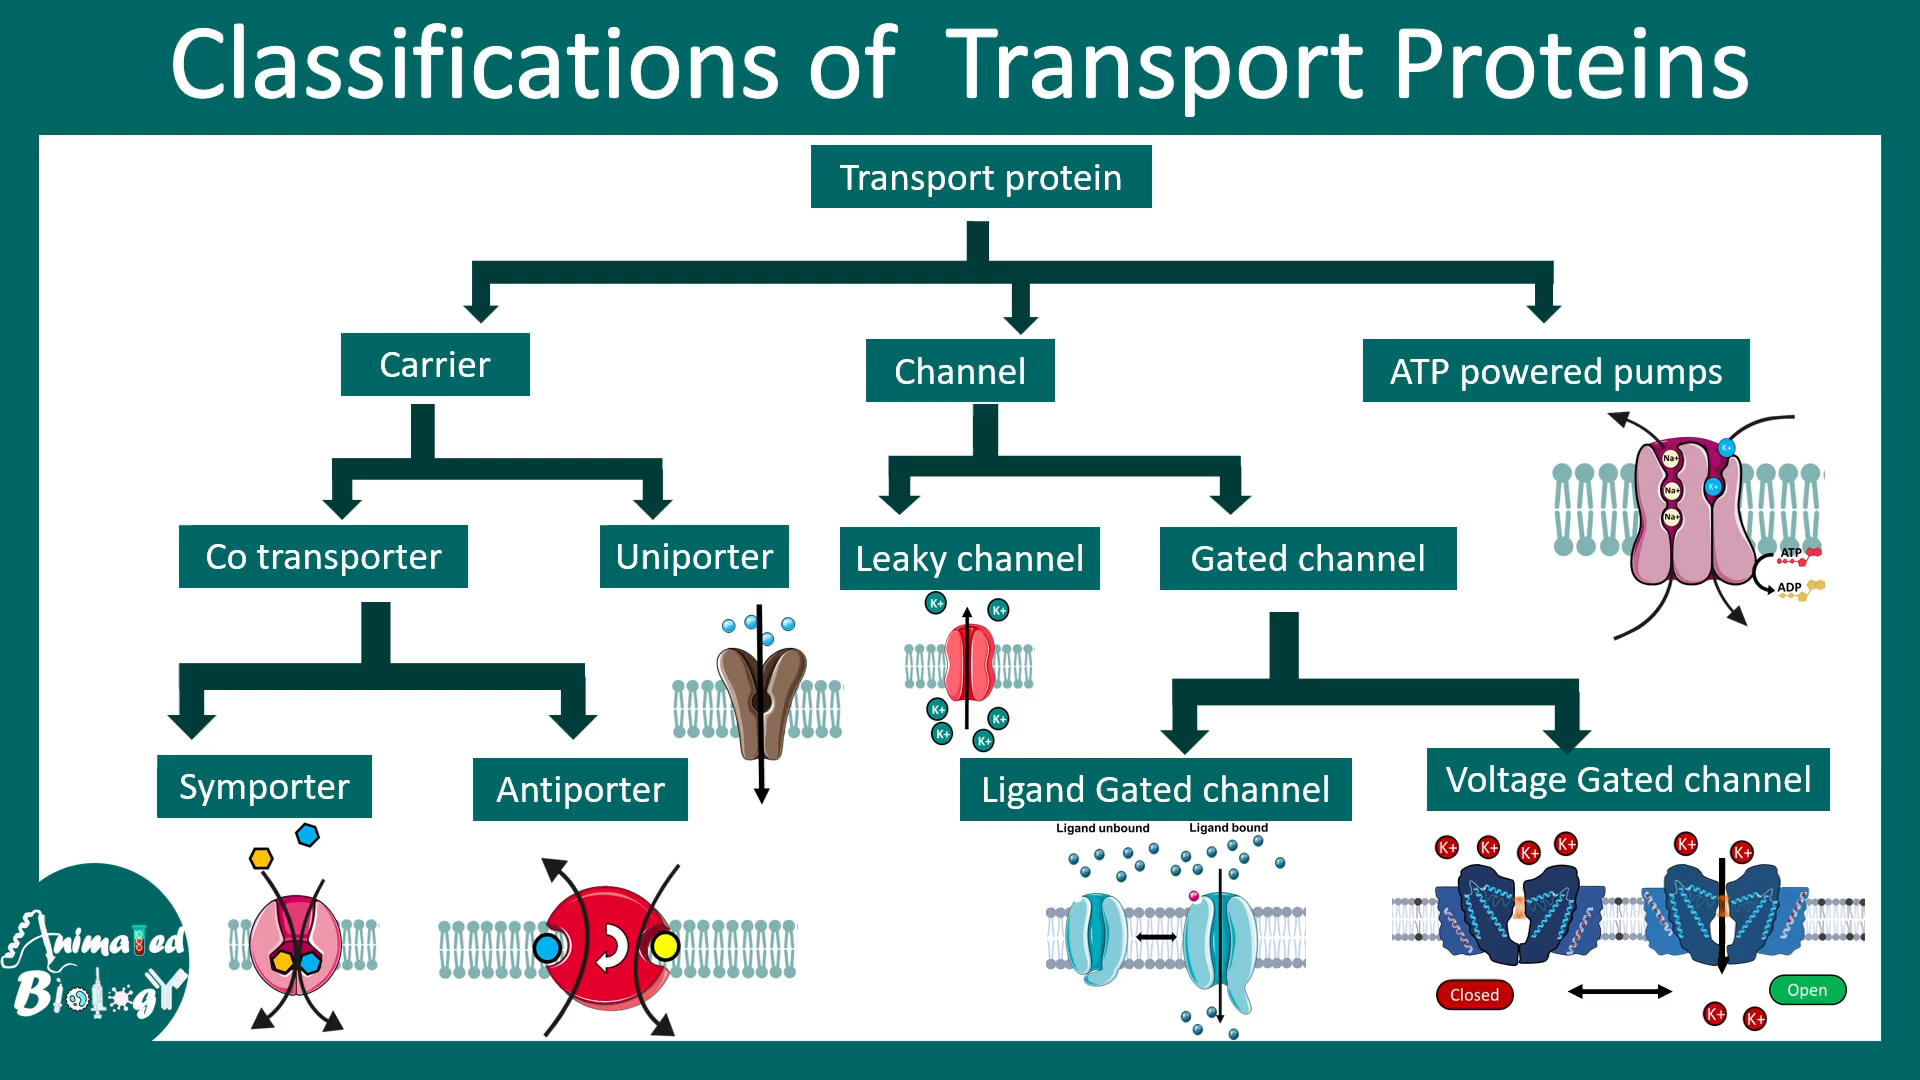 Classifications of Transport Proteins
Transport protein
Carrier
Channel
ATP powered pumps
Co transporter
Uniporter
Leaky channel
Gated channel
Na+
Na+
Na+
K+
K+
ATP
ADP
K+
K+
K+
K+
K+
K+
Symporter
Antiporter
Ligand Gated channel
Voltage Gated channel
Ligand unbound
Ligand bound
K+
K+
K+
K+
K+
K+
Closed
Open
K+
K+
Animated
Biology